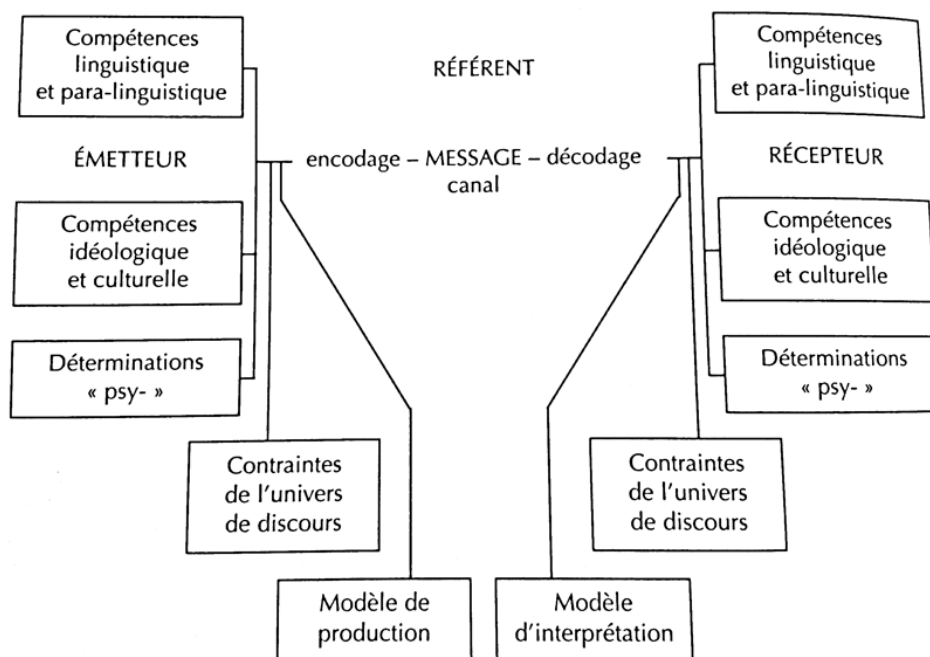 Compétences
linguistique
et para-linguistique
RÉFÉRENT
Compétences
linguistique
et para-linguistique
ÉMETTEUR
encodage – MESSAGE – décodage
canal
RÉCEPTEUR
Compétences
idéologique
et culturelle
Compétences
idéologique
et culturelle
Déterminations
« psy- »
Déterminations
« psy- »
Contraintes
de l'univers
de discours
Contraintes
de l'univers
de discours
Modèle de
production
Modèle
d'interprétation